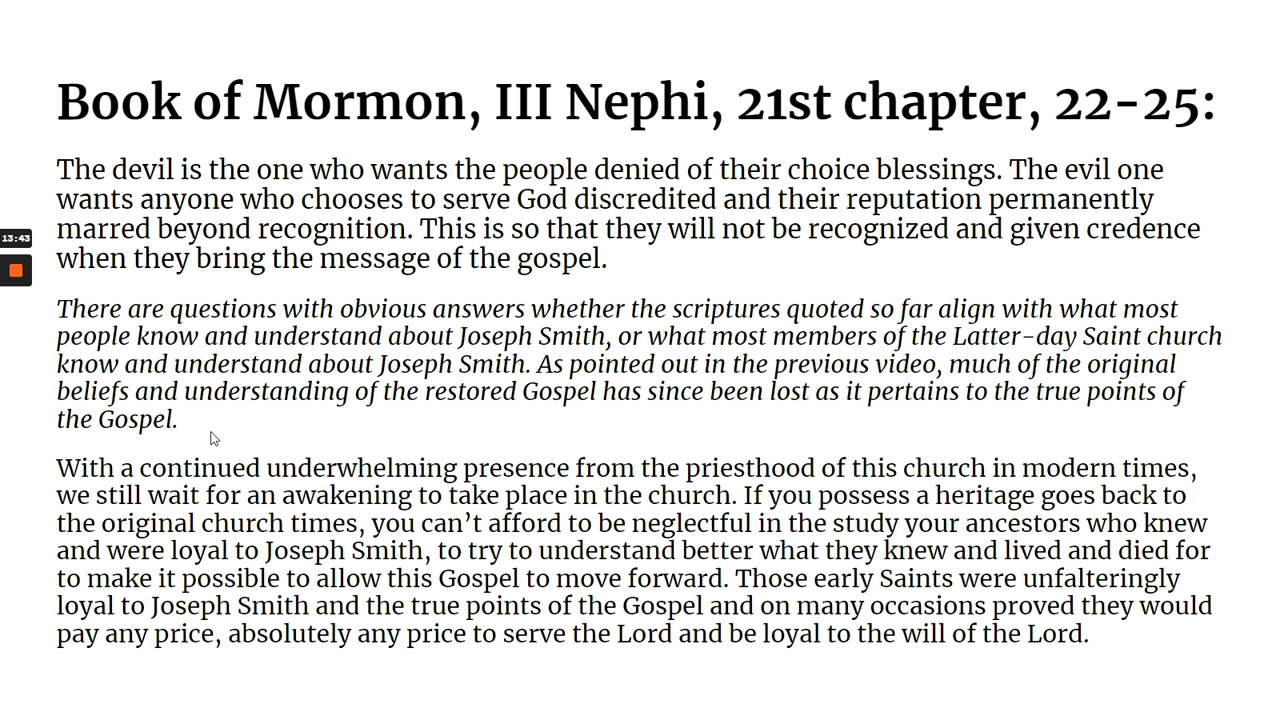 Book of Mormon, III Nephi, 21st chapter, 22-25:
The devil is the one who wants the people denied of their choice blessings. The evil one
wants anyone who chooses to serve God discredited and their reputation permanently
marred beyond recognition. This is so that they will not be recognized and given credence
when they bring the message of the gospel.
13:43
There are questions with obvious answers whether the scriptures quoted so far align with what most
people know and understand about Joseph Smith, or what most members of the Latter-day Saint church
know and understand about Joseph Smith. As pointed out in the previous video, much of the original
beliefs and understanding of the restored Gospel has since been lost as it pertains to the true points of
the Gospel.
With a continued underwhelming presence from the priesthood of this church in modern times,
we still wait for an awakening to take place in the church. If you possess a heritage goes back to
the original church times, you can’t afford to be neglectful in the study your ancestors who knew
and were loyal to Joseph Smith, to try to understand better what they knew and lived and died for
to make it possible to allow this Gospel to move forward. Those early Saints were unfalteringly
loyal to Joseph Smith and the true points of the Gospel and on many occasions proved they would
pay any price, absolutely any price to serve the Lord and be loyal to the will of the Lord.